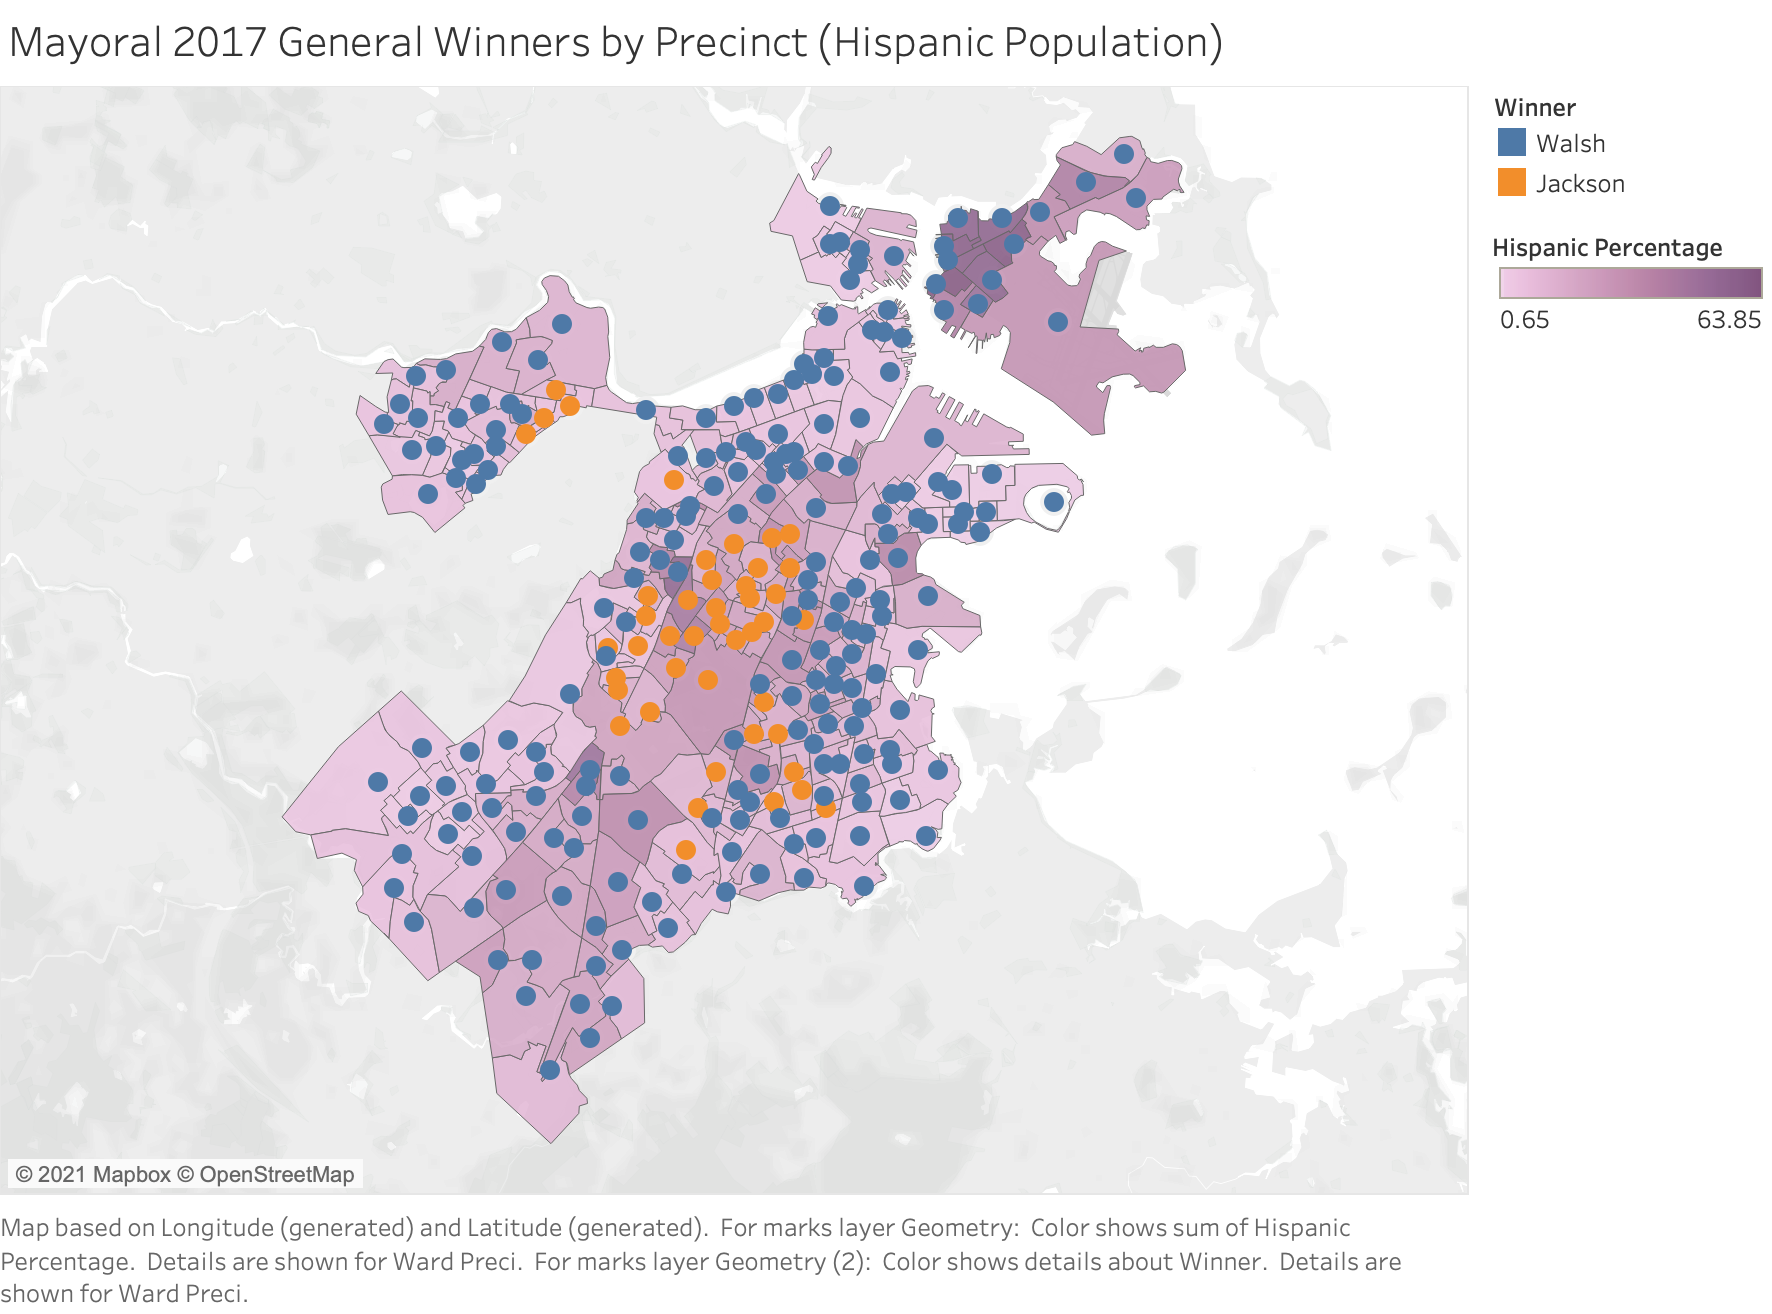 Mayoral 2017 General Winners by Precinct (Hispanic Population)
Winner
Walsh
Jackson
Hispanic Percentage
0.65 63.85
© 2021 Mapbox © OpenStreetMap
Map based on Longitude (generated) and Latitude (generated).  For marks layer Geometry:  Color shows sum of Hispanic
Percentage.  Details are shown for Ward Preci.  For marks layer Geometry (2):  Color shows details about Winner.  Details are
shown for Ward Preci.